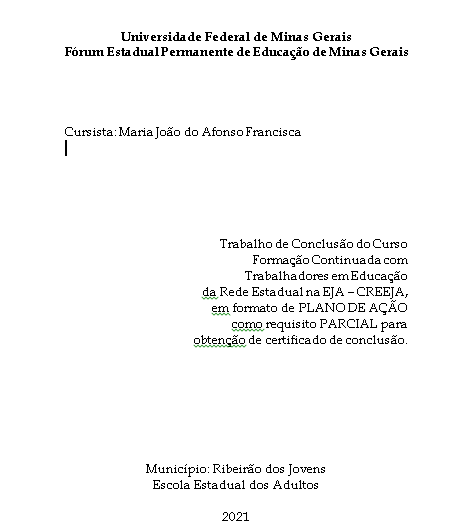 Universidade Federal de Minas Gerais
Fórum Estadual Permanente de Educação de Minas Gerais
Cursista: Maria João do Afonso Francisca
Trabalho de Conclusão do Curso
Formação Continuada com
Trabalhadores em Educação
da Rede Estadual na EJA – CREEJA,
em formato de PLANO DE AÇÃO
como requisito PARCIAL para
obtenção de certificado de conclusão.
Município: Ribeirão dos Jovens
Escola Estadual dos Adultos
2021